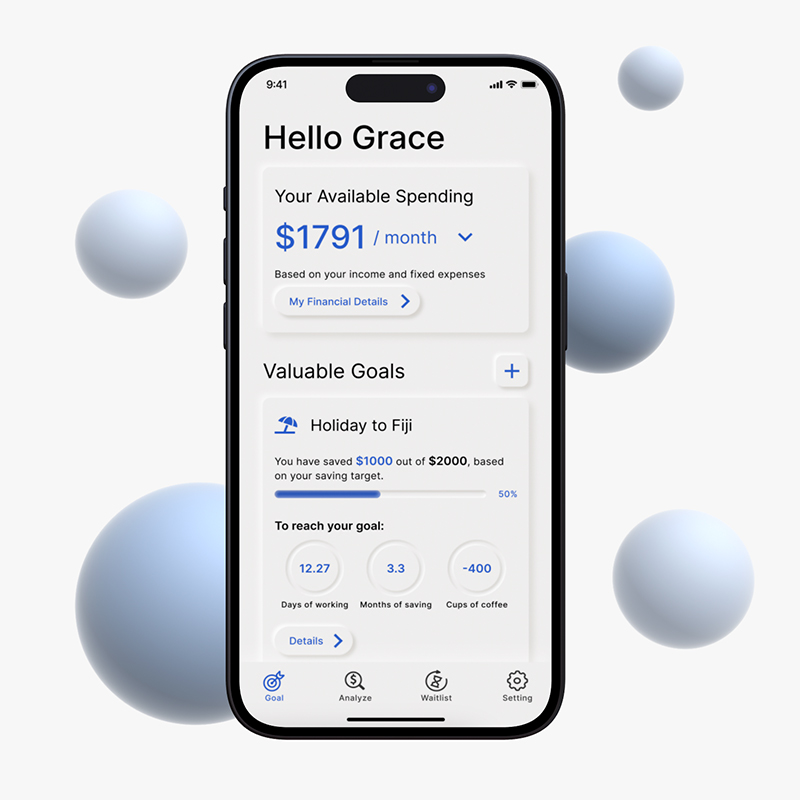 9:41
Hello Grace
Your Available Spending
$1791 / month
Based on your income and fixed expenses
My Financial Details
Valuable Goals
Holiday to Fiji
You have saved $1000 out of $2000, based
on your saving target.
50%
To reach your goal:
12.27 3.3 -400
Days of working Months of saving Cups of coffee
Details
Goal Analyze Waitlist Setting